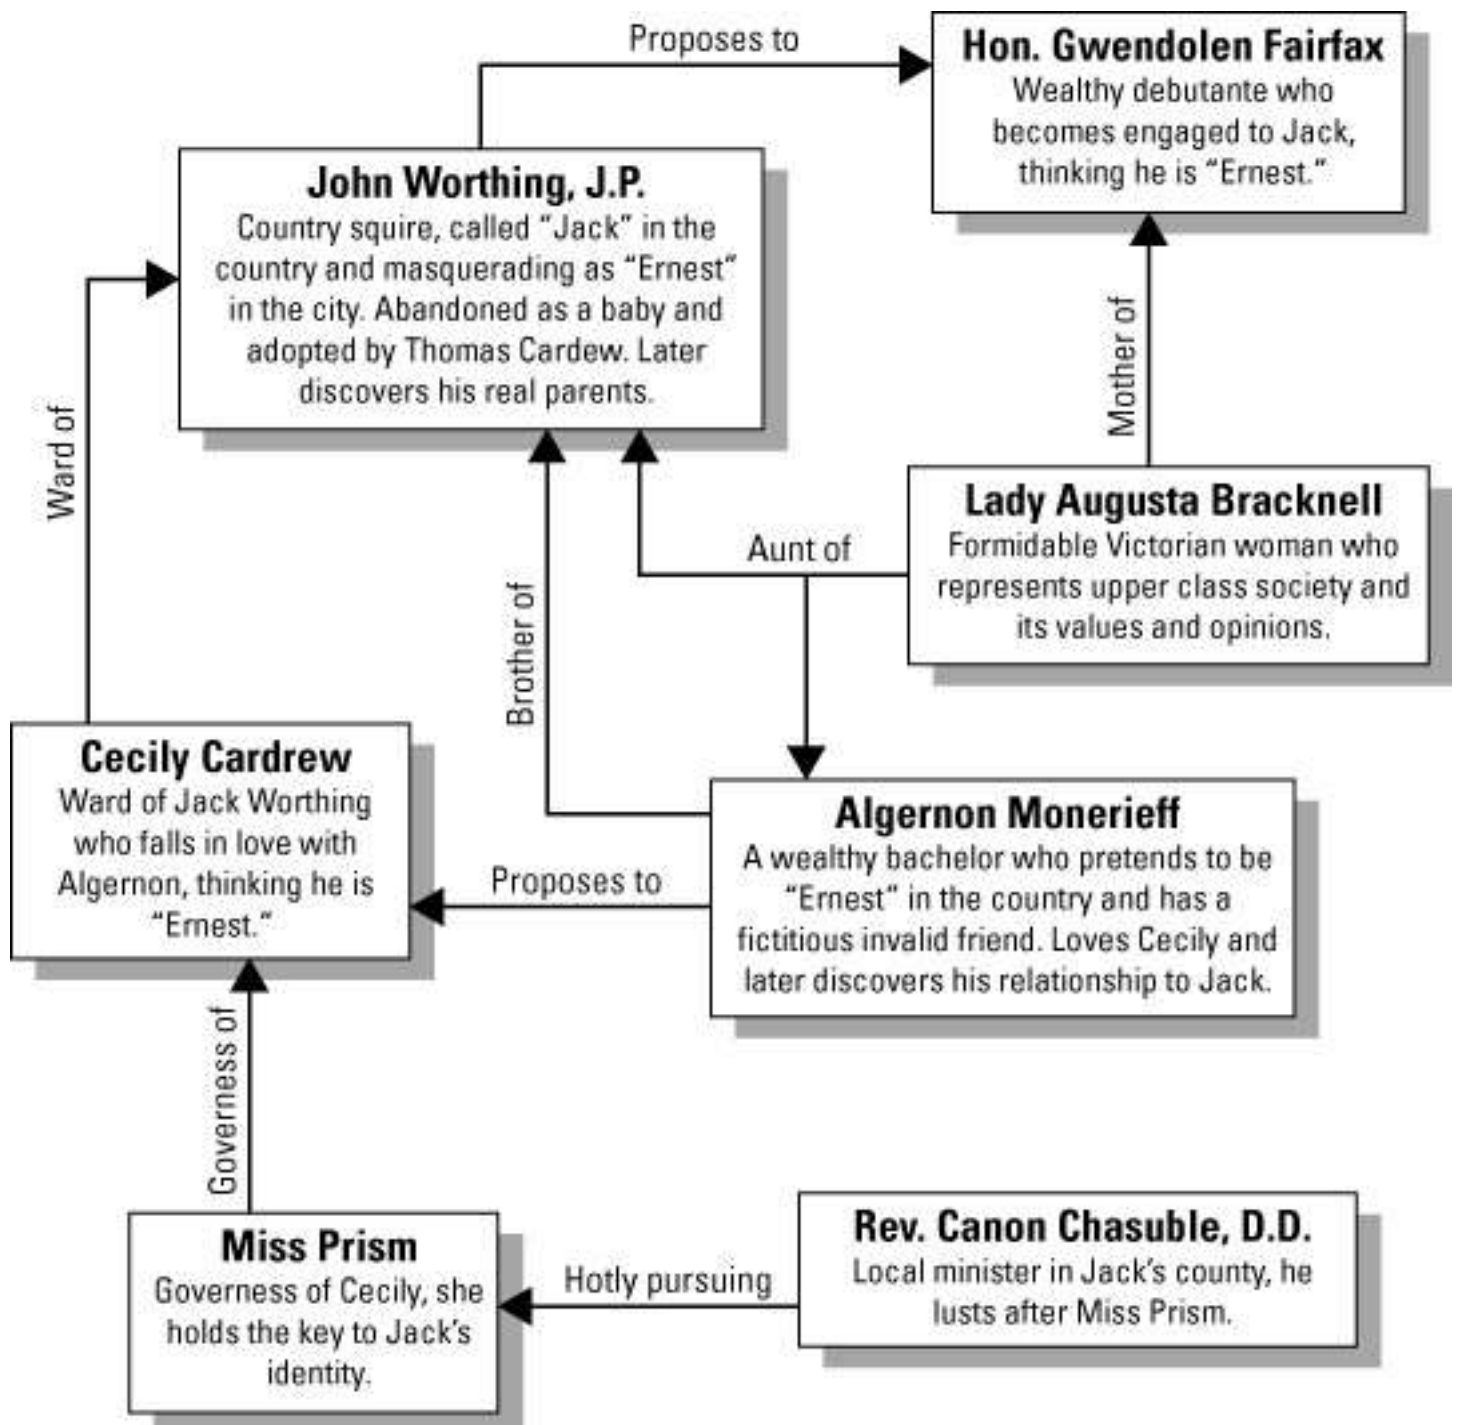 Proposes to
Hon. Gwendolen Fairfax
Wealthy debutante who
becomes engaged to Jack,
thinking he is “Ernest.”
John Worthing, J.P.
Country squire, called “Jack” in the
country and masquerading as “Ernest”
in the city. Abandoned as a baby and
adopted by Thomas Cardew. Later
discovers his real parents.
Ward of
Mother of
Lady Augusta Bracknell
Formidable Victorian woman who
represents upper class society and
its values and opinions.
Aunt of
Brother of
Cecily Cardrew
Ward of Jack Worthing
who falls in love with
Algernon, thinking he is
“Ernest.”
Algernon Monerieff
A wealthy bachelor who pretends to be
“Ernest” in the country and has a
fictitious invalid friend. Loves Cecily and
later discovers his relationship to Jack.
Proposes to
Governess of
Miss Prism
Governess of Cecily, she
holds the key to Jack’s
identity.
Hotly pursuing
Rev. Canon Chasuble, D.D.
Local minister in Jack’s county, he
lusts after Miss Prism.